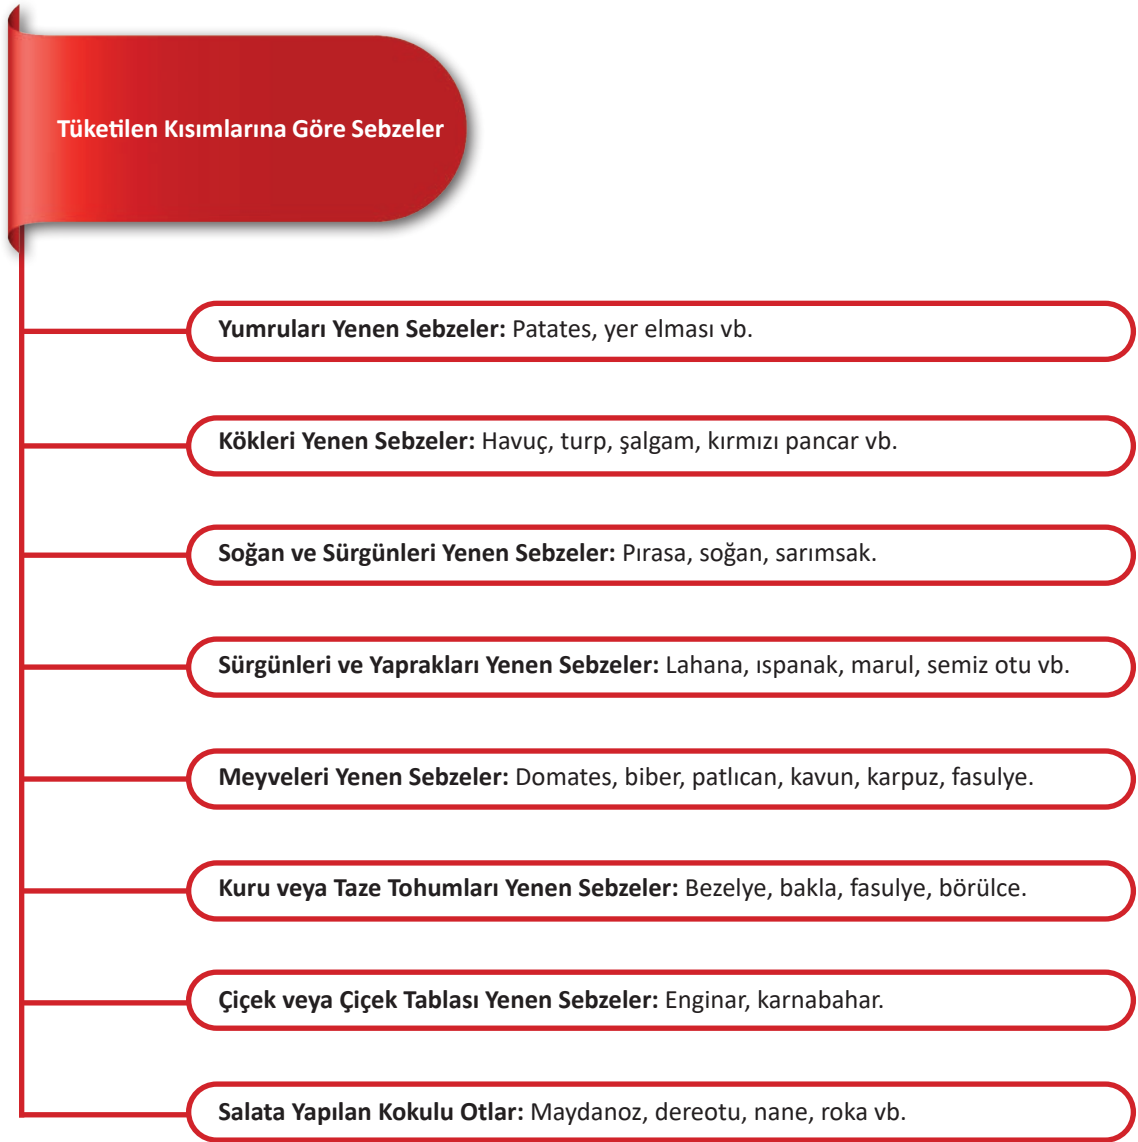 Tüketilen Kısımlarına Göre Sebzeler
Yumruları Yenen Sebzeler: Patates, yer elması vb.
Kökleri Yenen Sebzeler: Havuç, turp, şalgam, kırmızı pancar vb.
Soğan ve Sürgünleri Yenen Sebzeler: Pırasa, soğan, sarımsak.
Sürgünleri ve Yaprakları Yenen Sebzeler: Lahana, ıspanak, marul, semiz otu vb.
Meyveleri Yenen Sebzeler: Domates, biber, patlıcan, kavun, karpuz, fasulye.
Kuru veya Taze Tohumları Yenen Sebzeler: Bezelye, bakla, fasulye, börülce.
Çiçek veya Çiçek Tablası Yenen Sebzeler: Enginar, karnabahar.
Salata Yapılan Kokulu Otlar: Maydanoz, dereotu, nane, roka vb.